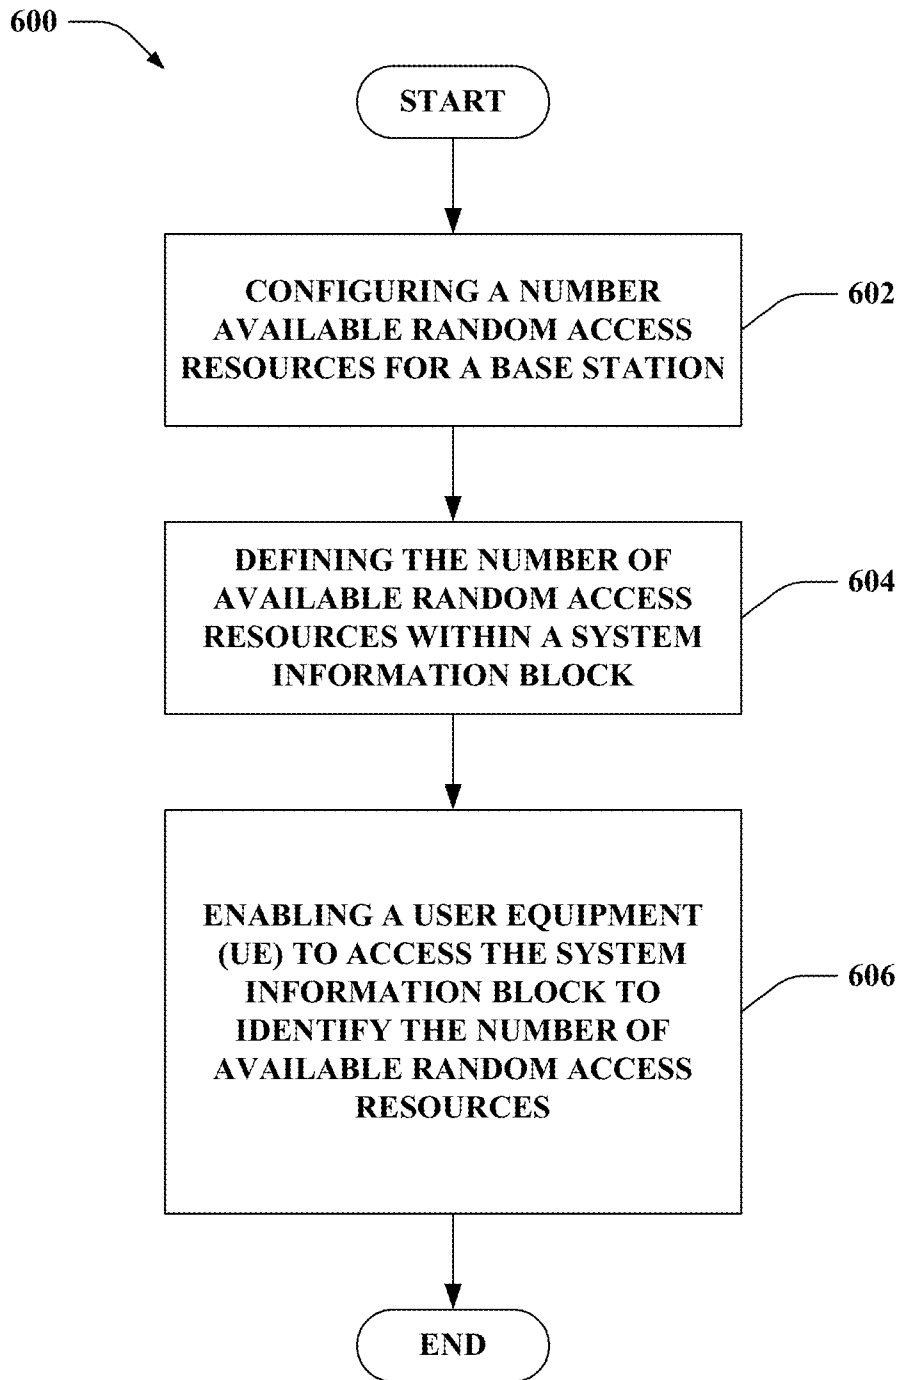 600
START
CONFIGURING A NUMBER
AVAILABLE RANDOM ACCESS
RESOURCES FOR A BASE STATION
602
DEFINING THE NUMBER OF
AVAILABLE RANDOM ACCESS
RESOURCES WITHIN A SYSTEM
INFORMATION BLOCK
604
ENABLING A USER EQUIPMENT
(UE) TO ACCESS THE SYSTEM
INFORMATION BLOCK TO
IDENTIFY THE NUMBER OF
AVAILABLE RANDOM ACCESS
RESOURCES
606
END